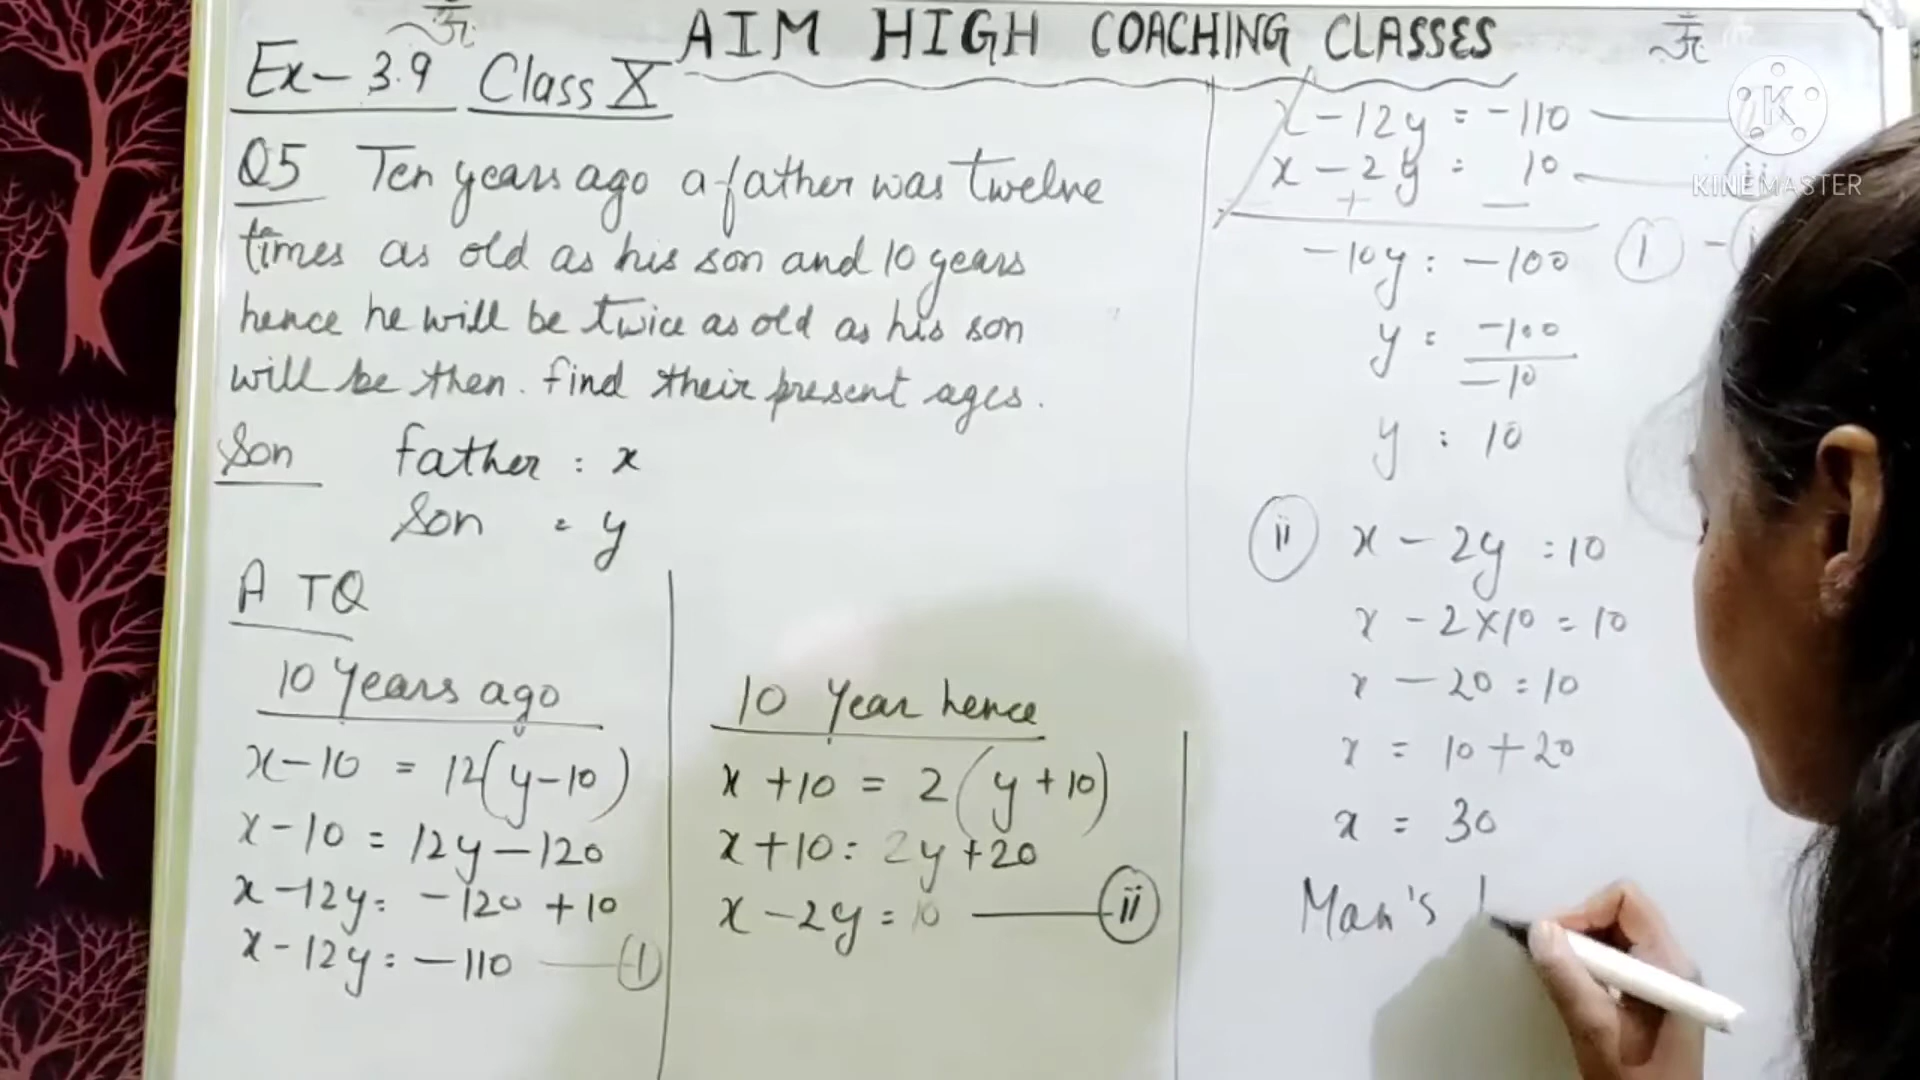 AIM HIGH COACHING CLASSES
Ex-3.9 Class X
Q5 Ten years ago a father was twelve
times as old as his son and 10 years
hence he will be twice as old as his son
will be then. find their present ages.
Son father : x
Son = y
A TQ
10 Years ago
x-10 = 12(y-10)
x-10 = 12y-120
x-12y= -120 +10
x-12y= -110 (1)
10 Year hence
x +10 = 2(y+10)
x+10= 2y+20
x-2y=10 (ii)
x-12y = -110
x-2y = 10
- + -
-10y = -100 (1) -
y = -100/-10
y : 10
(ii) x - 2y = 10
x - 2×10 = 10
x - 20 = 10
x = 10+20
x = 30
Man's
K
KINEMASTER